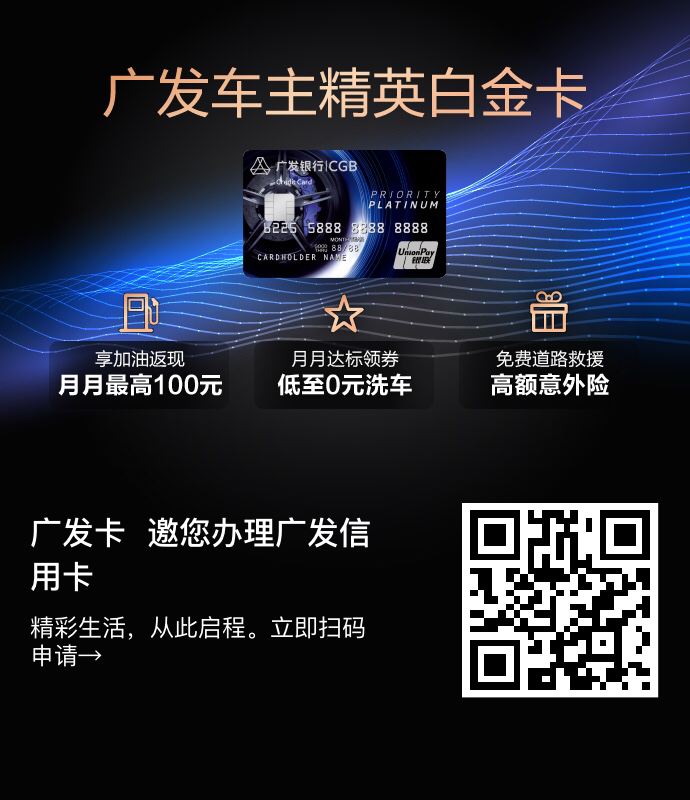 广发车主精英白金卡
广发银行|CGB
Credit Card
PRIORITY
PLATINUM
6225 5888 8888 8888
MONTH/YEAR
GOOD THRU 88/88
CARDHOLDER NAME
UnionPay
银联
享加油返现
月月最高100元
月月达标领券
低至0元洗车
免费道路救援
高额意外险
广发卡 邀您办理广发信
用卡
精彩生活，从此启程。立即扫码
申请→